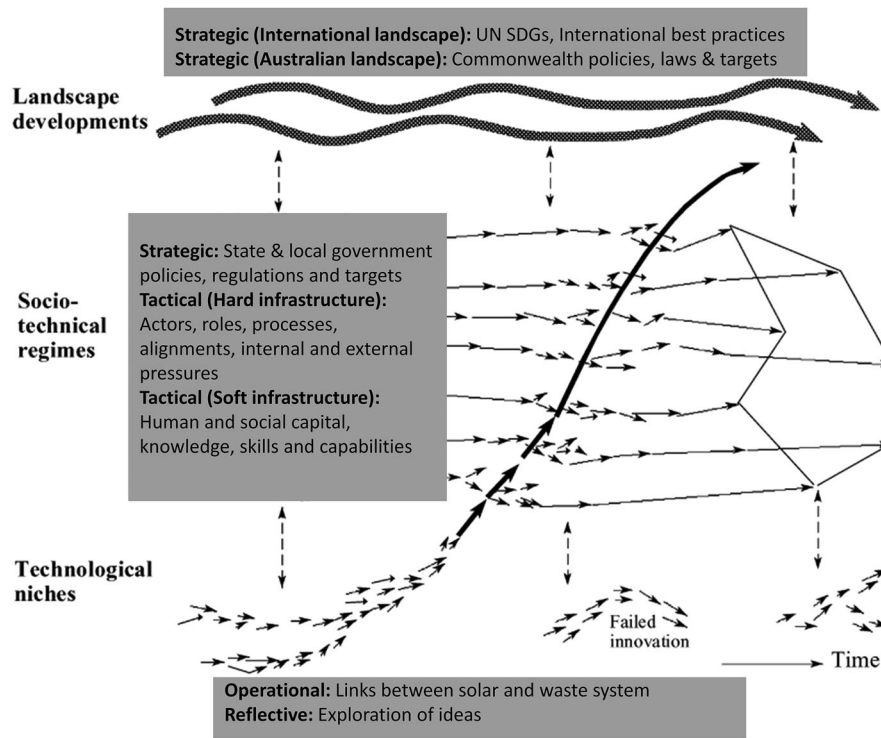 Strategic (International landscape): UN SDGs, International best practices
Strategic (Australian landscape): Commonwealth policies, laws & targets
Landscape
developments
Strategic: State & local government
policies, regulations and targets
Tactical (Hard infrastructure):
Actors, roles, processes,
alignments, internal and external
pressures
Tactical (Soft infrastructure):
Human and social capital,
knowledge, skills and capabilities
Socio-
technical
regimes
Technological
niches
Failed
innovation
Time
Operational: Links between solar and waste system
Reflective: Exploration of ideas